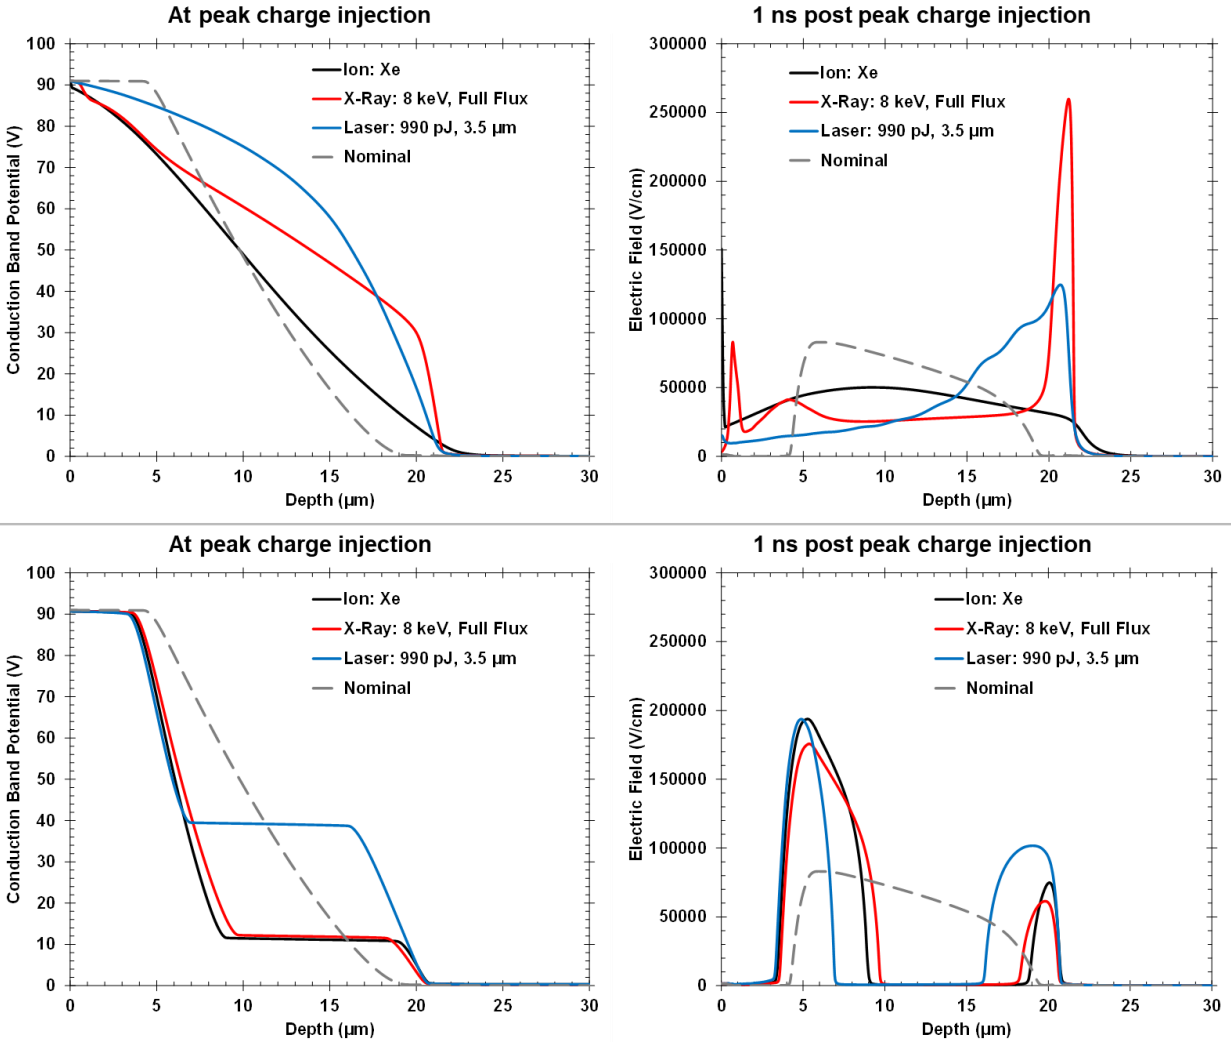 At peak charge injection
100
90
80
70
60
50
40
30
20
10
0
Conduction Band Potential (V)
Ion: Xe
X-Ray: 8 keV, Full Flux
Laser: 990 pJ, 3.5 µm
Nominal
0 5 10 15 20 25 30
Depth (µm)
1 ns post peak charge injection
300000
250000
200000
150000
100000
50000
0
Electric Field (V/cm)
Ion: Xe
X-Ray: 8 keV, Full Flux
Laser: 990 pJ, 3.5 µm
Nominal
0 5 10 15 20 25 30
Depth (µm)
At peak charge injection
100
90
80
70
60
50
40
30
20
10
0
Conduction Band Potential (V)
Ion: Xe
X-Ray: 8 keV, Full Flux
Laser: 990 pJ, 3.5 µm
Nominal
0 5 10 15 20 25 30
Depth (µm)
1 ns post peak charge injection
300000
250000
200000
150000
100000
50000
0
Electric Field (V/cm)
Ion: Xe
X-Ray: 8 keV, Full Flux
Laser: 990 pJ, 3.5 µm
Nominal
0 5 10 15 20 25 30
Depth (µm)